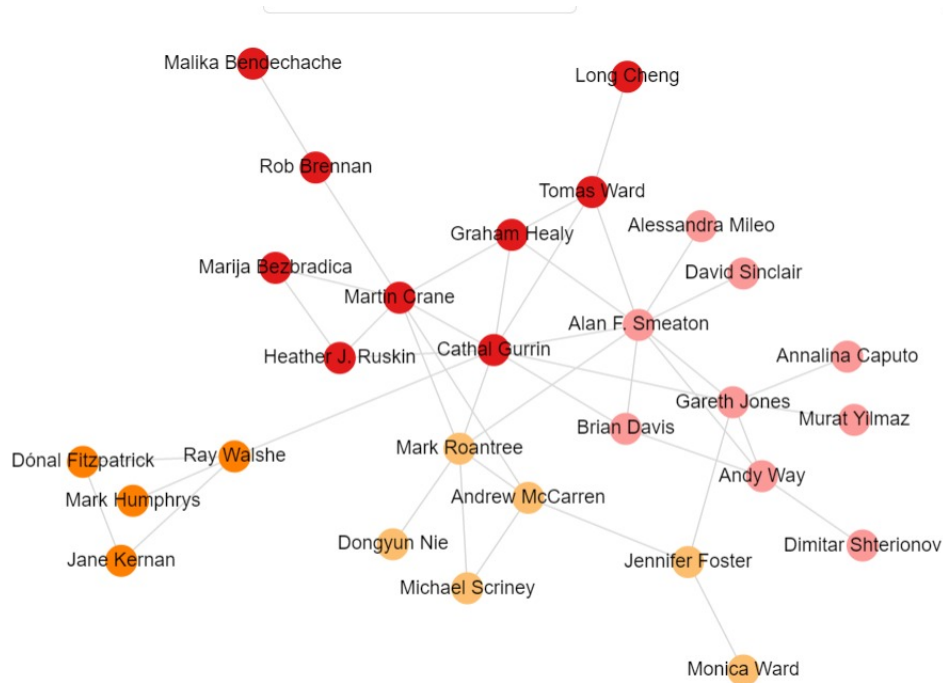 Malika Bendechache
Long Cheng
Rob Brennan
Tomas Ward
Alessandra Mileo
Graham Healy
Marija Bezbradica
David Sinclair
Martin Crane
Alan F. Smeaton
Heather J. Ruskin
Cathal Gurrin
Annalina Caputo
Gareth Jones
Murat Yilmaz
Brian Davis
Mark Roantree
Dónal Fitzpatrick
Ray Walshe
Andy Way
Mark Humphrys
Andrew McCarren
Dongyun Nie
Dimitar Shterionov
Jane Kernan
Jennifer Foster
Michael Scriney
Monica Ward